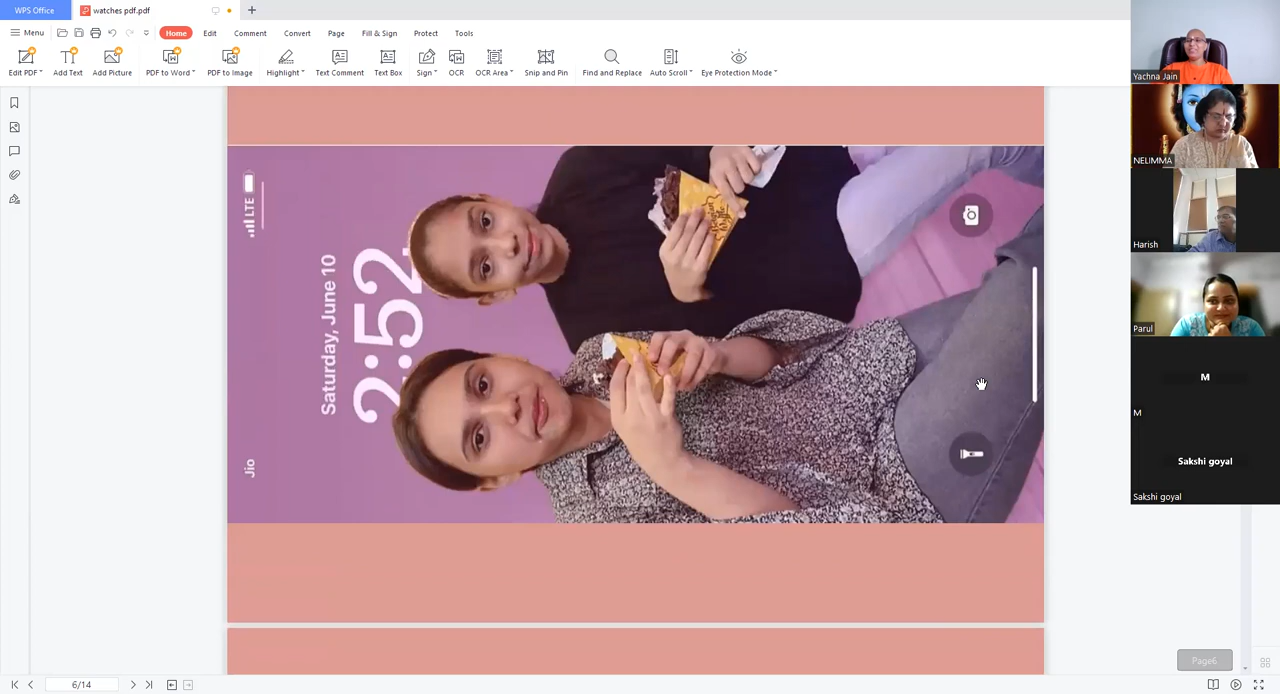 WPS Office
watches pdf.pdf
Menu
Home
Edit
Comment
Convert
Page
Fill & Sign
Protect
Tools
Edit PDF
Add Text
Add Picture
PDF to Word
PDF to Image
Highlight
Text Comment
Text Box
Sign
OCR
OCR Area
Snip and Pin
Find and Replace
Auto Scroll
Eye Protection Mode
Jio
LTE
Saturday, June 10
2:52
Yachna Jain
NELIMMA
Harish
Parul
M
M
Sakshi goyal
Sakshi goyal
Page6
6/14